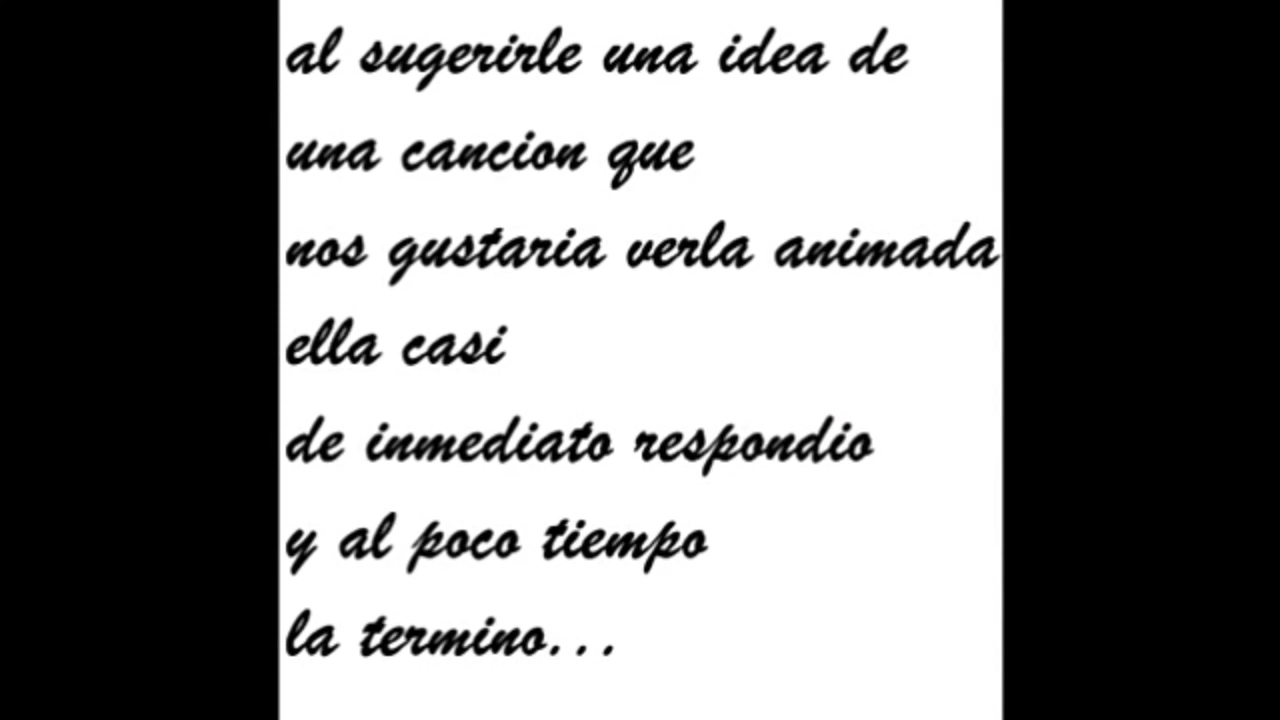 al sugerirle una idea de
una cancion que
nos gustaria verla animada
ella casi
de inmediato respondio
y al poco tiempo
la termino...